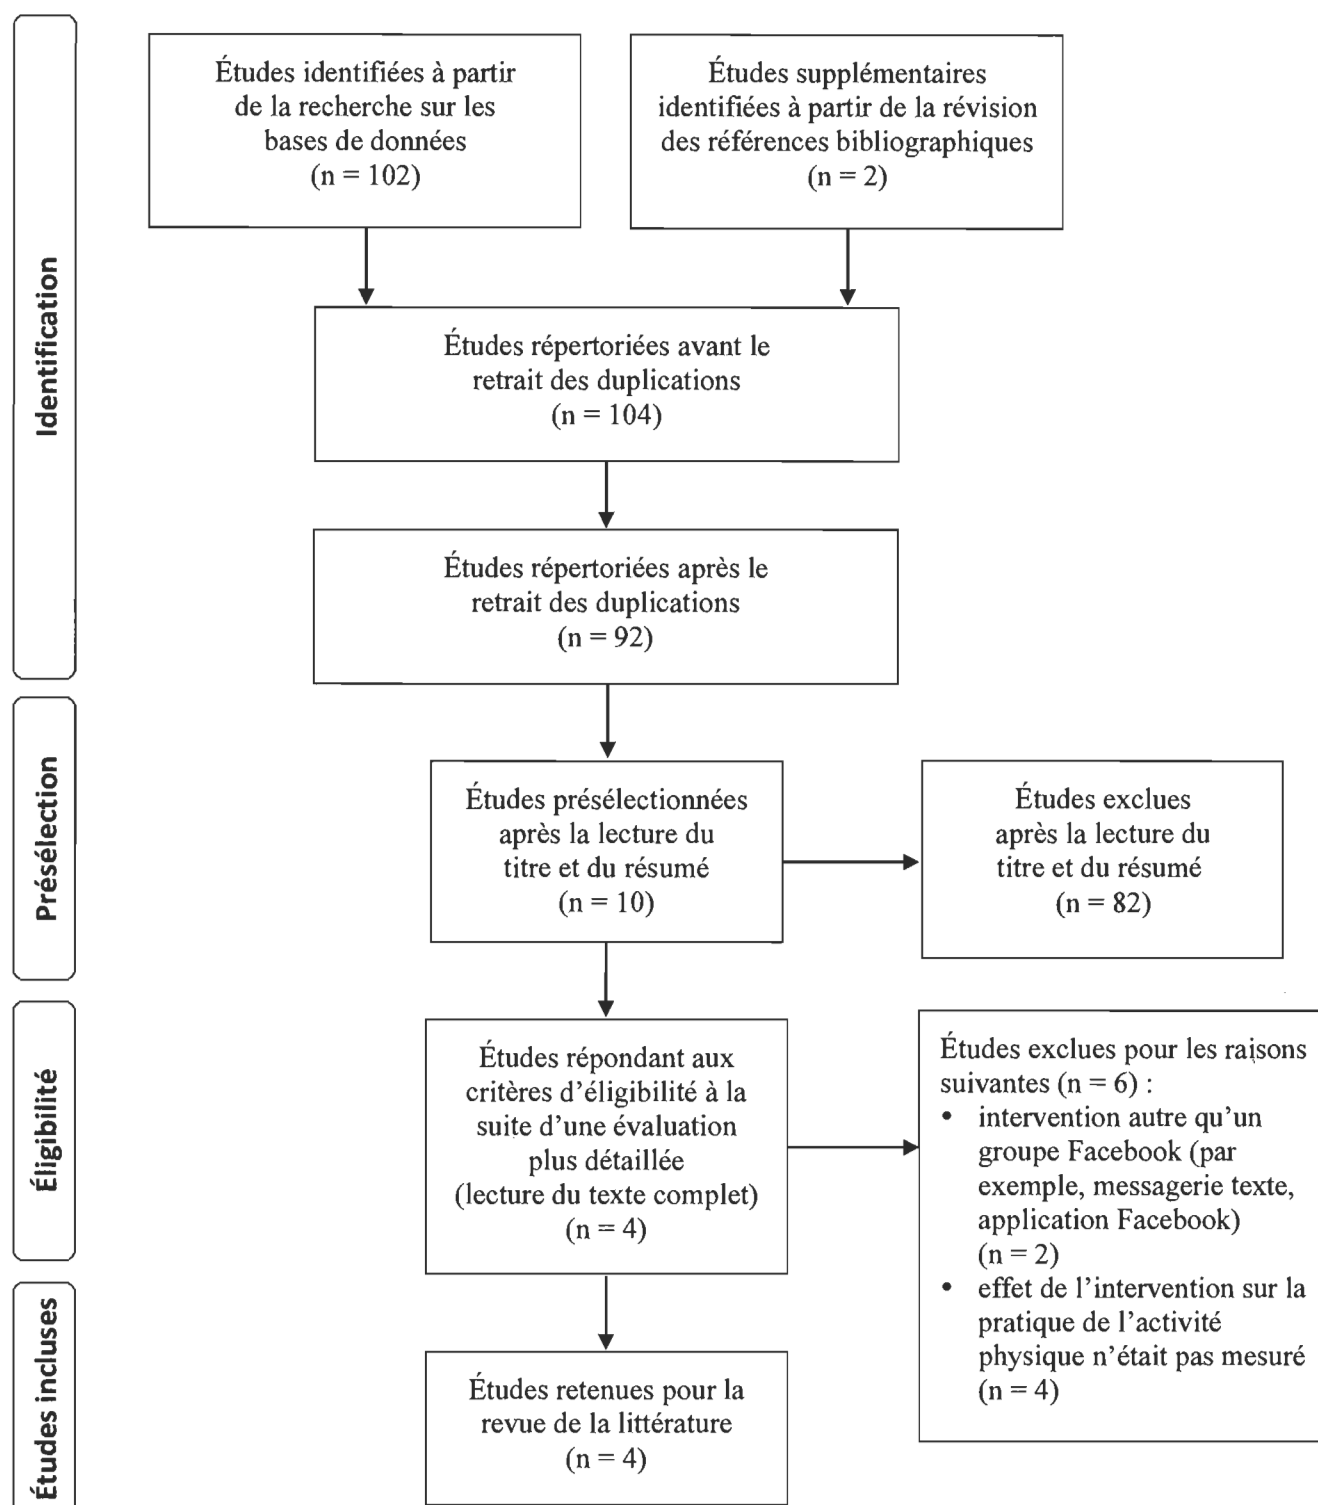 Identification
Études identifiées à partir
de la recherche sur les
bases de données
(n = 102)
Études supplémentaires
identifiées à partir de la révision
des références bibliographiques
(n = 2)
Études répertoriées avant le
retrait des duplications
(n = 104)
Études répertoriées après le
retrait des duplications
(n = 92)
Présélection
Études présélectionnées
après la lecture du
titre et du résumé
(n = 10)
Études exclues
après la lecture du
titre et du résumé
(n = 82)
Éligibilité
Études répondant aux
critères d'éligibilité à la
suite d'une évaluation
plus détaillée
(lecture du texte complet)
(n = 4)
Études exclues pour les raisons
suivantes (n = 6) :
• intervention autre qu'un
groupe Facebook (par
exemple, messagerie texte,
application Facebook)
(n = 2)
• effet de l'intervention sur la
pratique de l'activité
physique n'était pas mesuré
(n = 4)
Études incluses
Études retenues pour la
revue de la littérature
(n = 4)